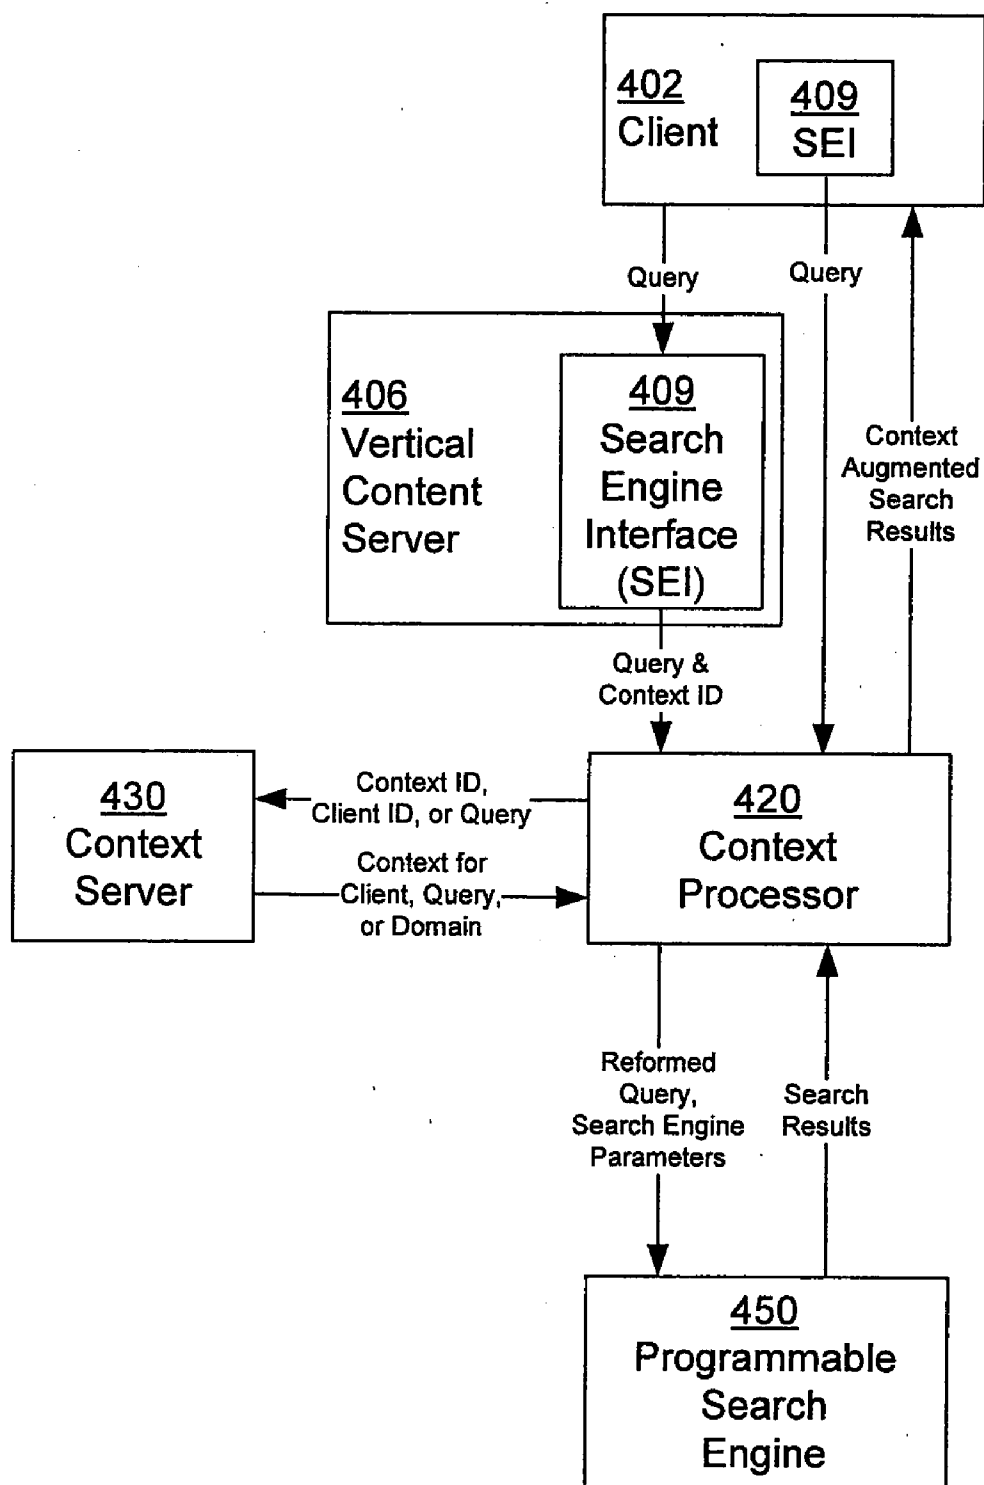 402
Client
409
SEI
Query
Query
406
Vertical
Content
Server
409
Search
Engine
Interface
(SEI)
Context
Augmented
Search
Results
Query &
Context ID
430
Context
Server
Context ID,
Client ID, or Query
Context for
Client, Query,
or Domain
420
Context
Processor
Reformed
Query,
Search Engine
Parameters
Search
Results
450
Programmable
Search
Engine